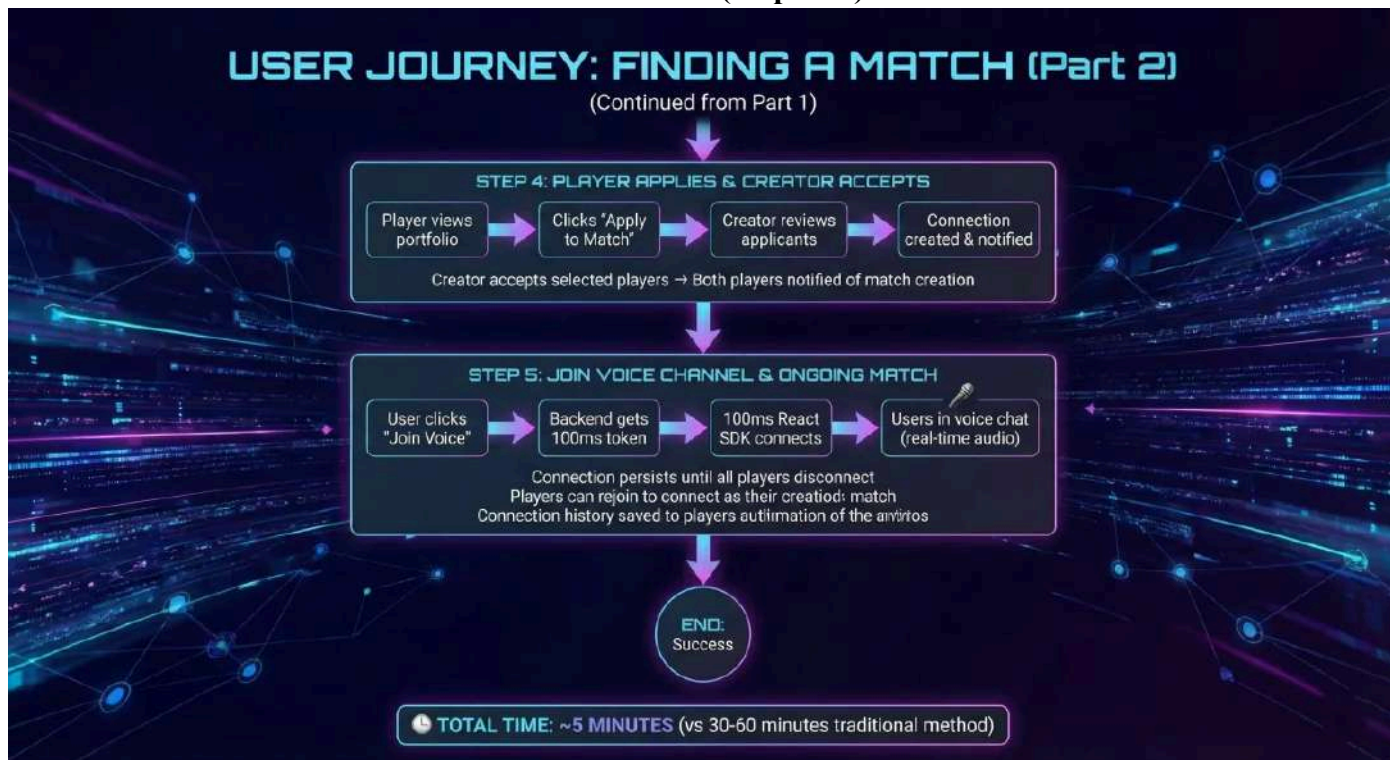 USER JOURNEY: FINDING A MATCH (Part 2)
(Continued from Part 1)
STEP 4: PLAYER APPLIES & CREATOR ACCEPTS
Player views
portfolio
Clicks "Apply
to Match"
Creator reviews
applicants
Connection
created & notified
Creator accepts selected players → Both players notified of match creation
STEP 5: JOIN VOICE CHANNEL & ONGOING MATCH
User clicks
"Join Voice"
Backend gets
100ms token
100ms React
SDK connects
Users in voice chat
(real-time audio)
Connection persists until all players disconnect
Players can rejoin to connect as their match
Connection history saved to players of the
END:
Success
TOTAL TIME: ~5 MINUTES (vs 30-60 minutes traditional method)